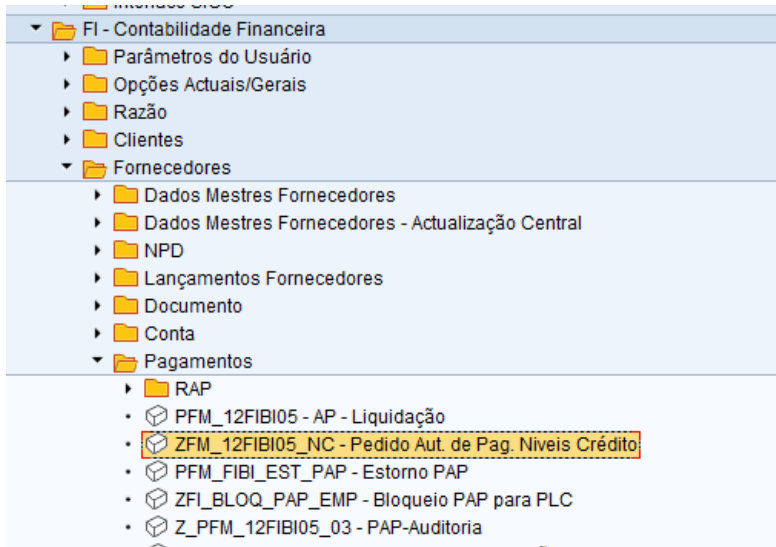 FI - Contabilidade Financeira
Parâmetros do Usuário
Opções Actuais/Gerais
Razão
Clientes
Fornecedores
Dados Mestres Fornecedores
Dados Mestres Fornecedores - Actualização Central
NPD
Lançamentos Fornecedores
Documento
Conta
Pagamentos
RAP
PFM_12FIBI05 - AP - Liquidação
ZFM_12FIBI05_NC - Pedido Aut. de Pag. Niveis Crédito
PFM_FIBI_EST_PAP - Estorno PAP
ZFI_BLOQ_PAP_EMP - Bloqueio PAP para PLC
Z_PFM_12FIBI05_03 - PAP-Auditoria